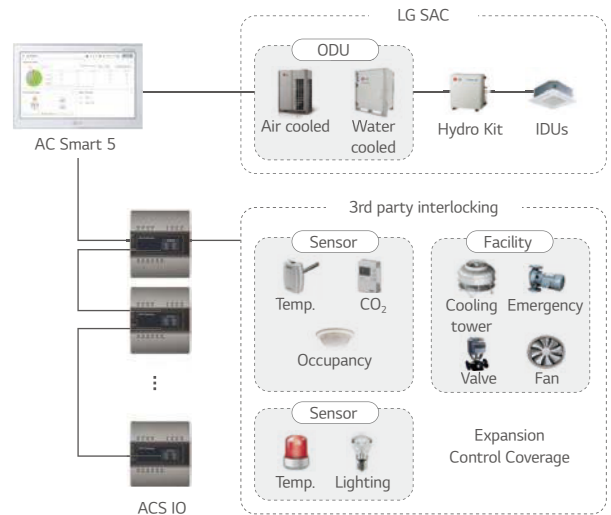 LG SAC
ODU
Air cooled
Water
cooled
Hydro Kit
IDUs
AC Smart 5
3rd party interlocking
Sensor
Temp.
CO₂
Occupancy
Facility
Cooling
tower
Emergency
Valve
Fan
Sensor
Temp.
Lighting
Expansion
Control Coverage
ACS IO